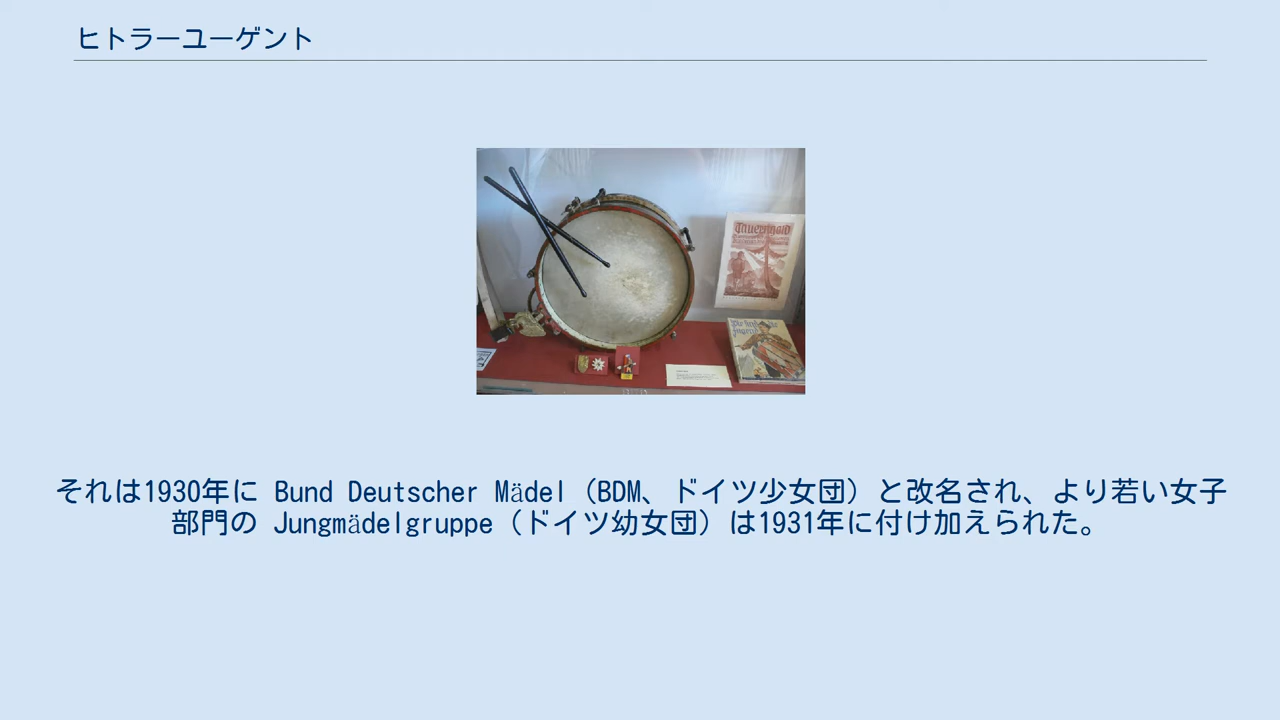 ヒトラーユーゲント
それは1930年に Bund Deutscher Mädel（BDM、ドイツ少女団）と改名され、より若い女子
部門の Jungmädelgruppe（ドイツ幼女団）は1931年に付け加えられた。